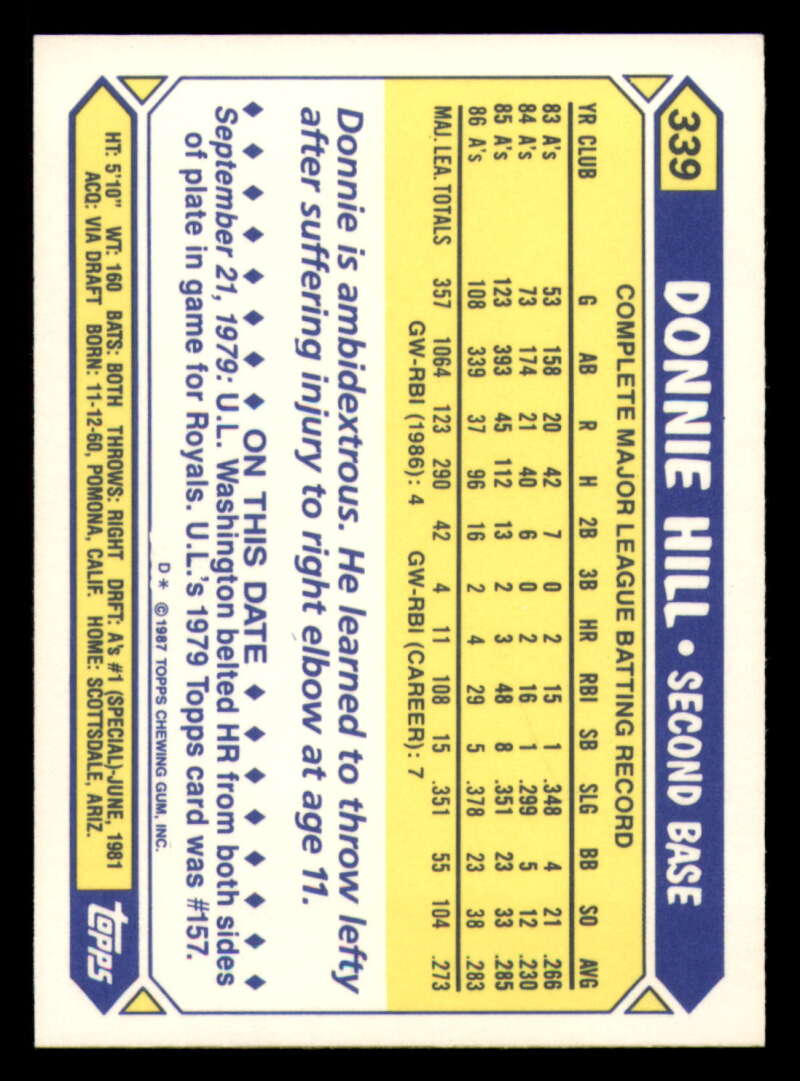 339
DONNIE HILL • SECOND BASE
COMPLETE MAJOR LEAGUE BATTING RECORD
YR CLUB G AB R H 2B 3B HR RBI SB SLG BB SO AVG
83 A's 53 158 20 42 7 0 2 15 1 .348 4 21 .266
84 A's 73 174 21 40 6 0 2 16 1 .299 5 12 .230
85 A's 123 393 45 112 13 2 3 48 8 .351 23 33 .285
86 A's 108 339 37 96 16 2 4 29 5 .378 23 38 .283
MAJ. LEA. TOTALS 357 1064 123 290 42 4 11 108 15 .351 55 104 .273
GW-RBI (1986): 4 GW-RBI (CAREER): 7
Donnie is ambidextrous. He learned to throw lefty
after suffering injury to right elbow at age 11.
◆ ◆ ◆ ◆ ◆ ◆ ◆ ◆ ON THIS DATE ◆ ◆ ◆ ◆ ◆ ◆ ◆ ◆
September 21, 1979: U.L. Washington belted HR from both sides
of plate in game for Royals. U.L.'s 1979 Topps card was #157.
D* ©1987 TOPPS CHEWING GUM, INC.
HT: 5'10" WT: 160 BATS: BOTH THROWS: RIGHT DRFT: A's #1 (SPECIAL)-JUNE, 1981
ACQ: VIA DRAFT BORN: 11-12-60, POMONA, CALIF. HOME: SCOTTSDALE, ARIZ.
topps